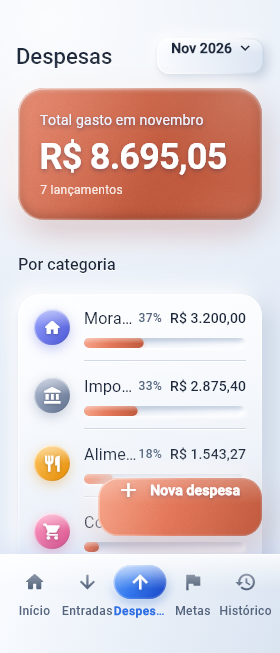 Despesas
Nov 2026
Total gasto em novembro
R$ 8.695,05
7 lançamentos
Por categoria
Mora... 37% R$ 3.200,00
Impo... 33% R$ 2.875,40
Alime... 18% R$ 1.543,27
Nova despesa
Início Entradas Despes... Metas Histórico